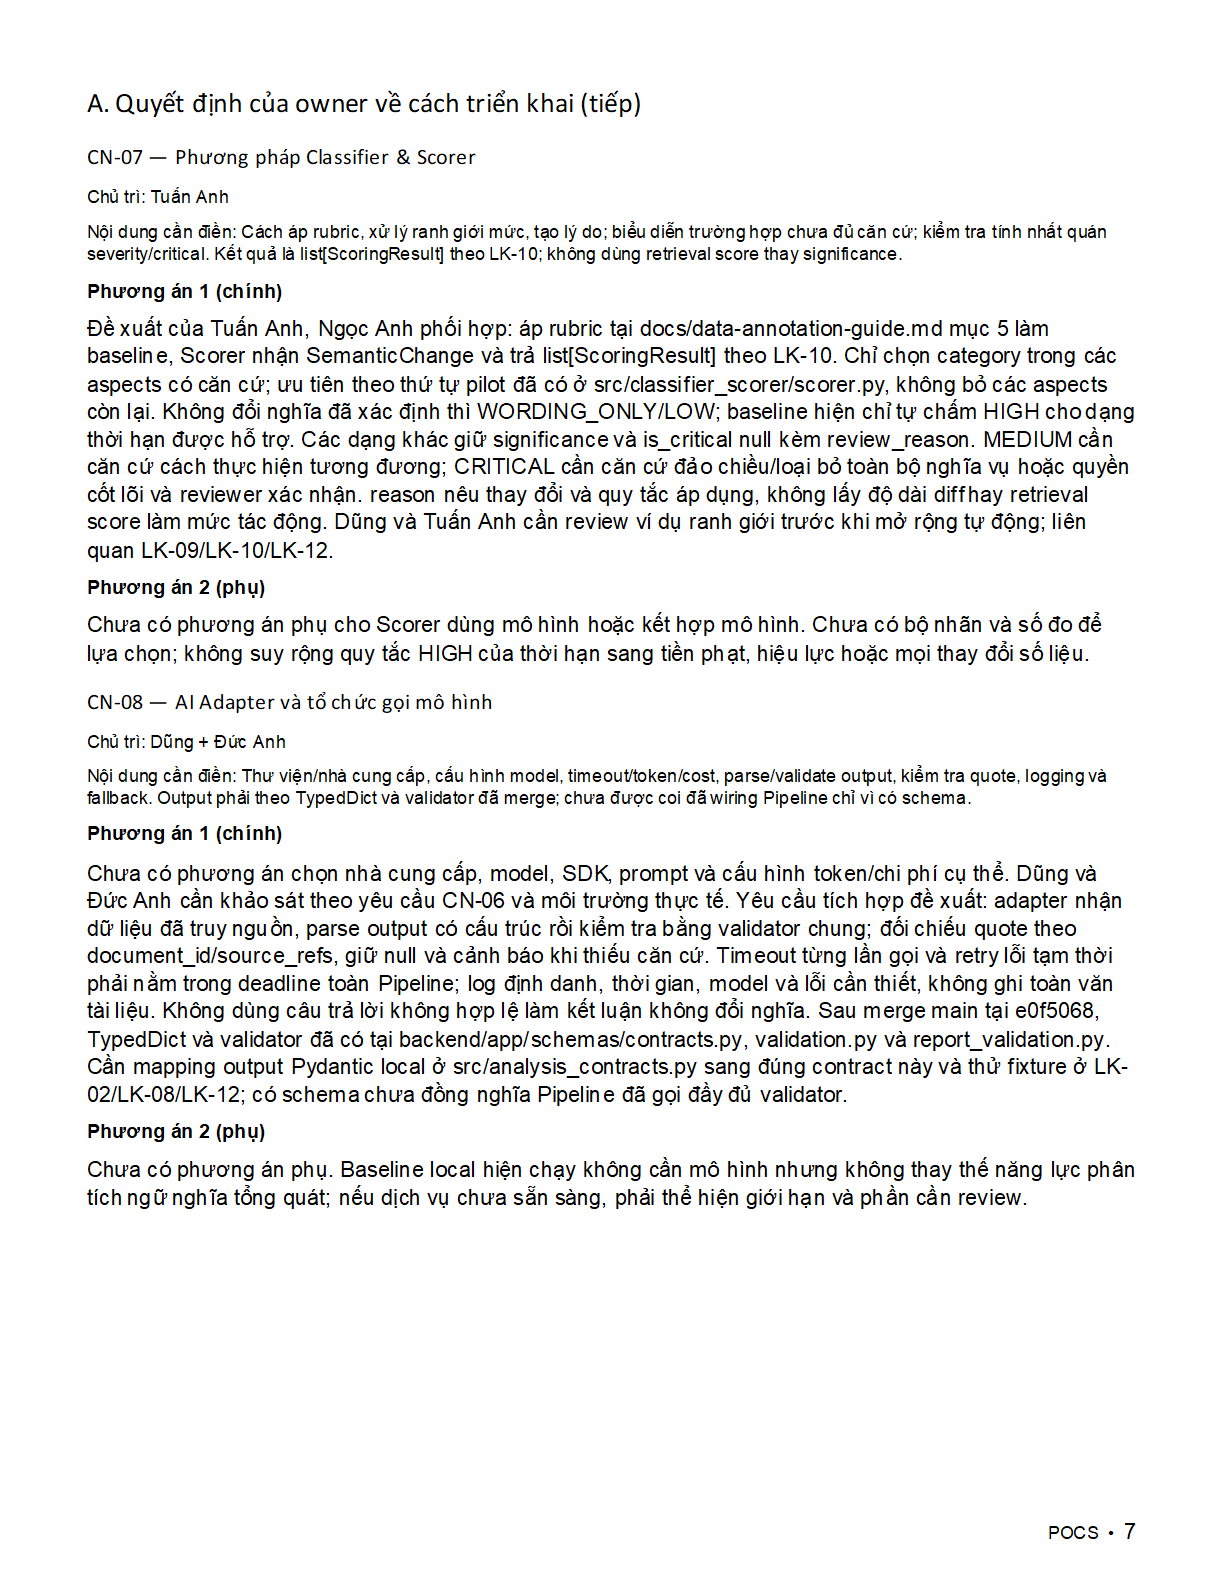 A. Quyết định của owner về cách triển khai (tiếp)
CN-07 — Phương pháp Classifier & Scorer
Chủ trì: Tuấn Anh
Nội dung cần điền: Cách áp rubric, xử lý ranh giới mức, tạo lý do; biểu diễn trường hợp chưa đủ căn cứ; kiểm tra tính nhất quán
severity/critical. Kết quả là list[ScoringResult] theo LK-10; không dùng retrieval score thay significance.
Phương án 1 (chính)
Đề xuất của Tuấn Anh, Ngọc Anh phối hợp: áp rubric tại docs/data-annotation-guide.md mục 5 làm
baseline, Scorer nhận SemanticChange và trả list[ScoringResult] theo LK-10. Chỉ chọn category trong các
aspects có căn cứ; ưu tiên theo thứ tự pilot đã có ở src/classifier_scorer/scorer.py, không bỏ các aspects
còn lại. Không đổi nghĩa đã xác định thì WORDING_ONLY/LOW; baseline hiện chỉ tự chấm HIGH cho dạng
thời hạn được hỗ trợ. Các dạng khác giữ significance và is_critical null kèm review_reason. MEDIUM cần
căn cứ cách thực hiện tương đương; CRITICAL cần căn cứ đảo chiều/loại bỏ toàn bộ nghĩa vụ hoặc quyền
cốt lõi và reviewer xác nhận. reason nêu thay đổi và quy tắc áp dụng, không lấy độ dài diff hay retrieval
score làm mức tác động. Dũng và Tuấn Anh cần review ví dụ ranh giới trước khi mở rộng tự động; liên
quan LK-09/LK-10/LK-12.
Phương án 2 (phụ)
Chưa có phương án phụ cho Scorer dùng mô hình hoặc kết hợp mô hình. Chưa có bộ nhãn và số đo để
lựa chọn; không suy rộng quy tắc HIGH của thời hạn sang tiền phạt, hiệu lực hoặc mọi thay đổi số liệu.
CN-08 — AI Adapter và tổ chức gọi mô hình
Chủ trì: Dũng + Đức Anh
Nội dung cần điền: Thư viện/nhà cung cấp, cấu hình model, timeout/token/cost, parse/validate output, kiểm tra quote, logging và
fallback. Output phải theo TypedDict và validator đã merge; chưa được coi đã wiring Pipeline chỉ vì có schema.
Phương án 1 (chính)
Chưa có phương án chọn nhà cung cấp, model, SDK, prompt và cấu hình token/chi phí cụ thể. Dũng và
Đức Anh cần khảo sát theo yêu cầu CN-06 và môi trường thực tế. Yêu cầu tích hợp đề xuất: adapter nhận
dữ liệu đã truy nguồn, parse output có cấu trúc rồi kiểm tra bằng validator chung; đối chiếu quote theo
document_id/source_refs, giữ null và cảnh báo khi thiếu căn cứ. Timeout từng lần gọi và retry lỗi tạm thời
phải nằm trong deadline toàn Pipeline; log định danh, thời gian, model và lỗi cần thiết, không ghi toàn văn
tài liệu. Không dùng câu trả lời không hợp lệ làm kết luận không đổi nghĩa. Sau merge main tại e0f5068,
TypedDict và validator đã có tại backend/app/schemas/contracts.py, validation.py và report_validation.py.
Cần mapping output Pydantic local ở src/analysis_contracts.py sang đúng contract này và thử fixture ở LK-
02/LK-08/LK-12; có schema chưa đồng nghĩa Pipeline đã gọi đầy đủ validator.
Phương án 2 (phụ)
Chưa có phương án phụ. Baseline local hiện chạy không cần mô hình nhưng không thay thế năng lực phân
tích ngữ nghĩa tổng quát; nếu dịch vụ chưa sẵn sàng, phải thể hiện giới hạn và phần cần review.
POCS • 7